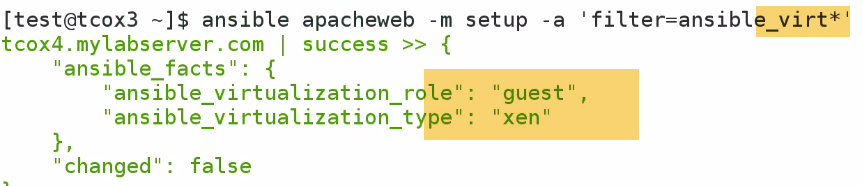 [test@tcox3 ~]$ ansible apacheweb -m setup -a 'filter=ansible_virt*'
tcox4.mylabserver.com | success >> {
    "ansible_facts": {
        "ansible_virtualization_role": "guest",
        "ansible_virtualization_type": "xen"
    },
    "changed": false
}